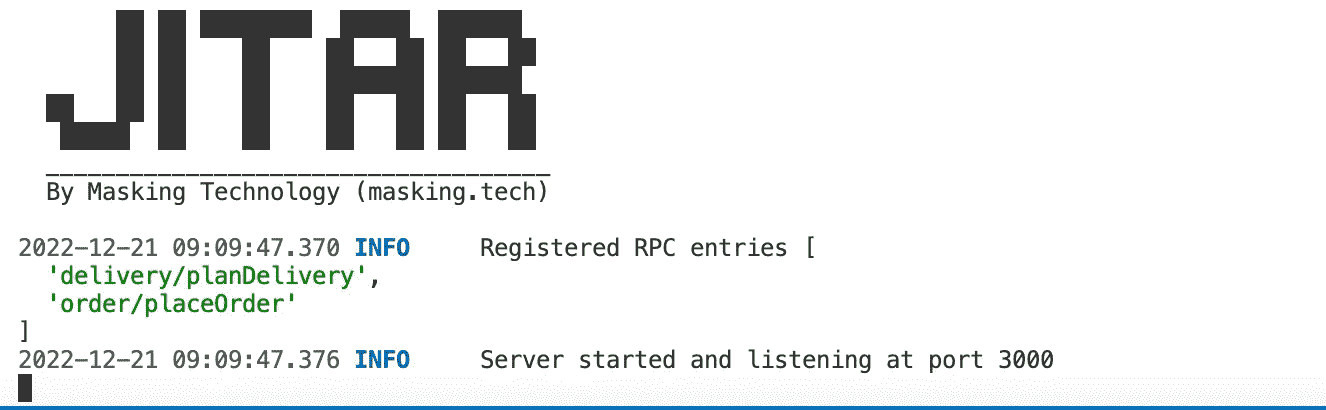 JITAR
By Masking Technology (masking.tech)
2022-12-21 09:09:47.370 INFO Registered RPC entries [
'delivery/planDelivery',
'order/placeOrder'
]
2022-12-21 09:09:47.376 INFO Server started and listening at port 3000